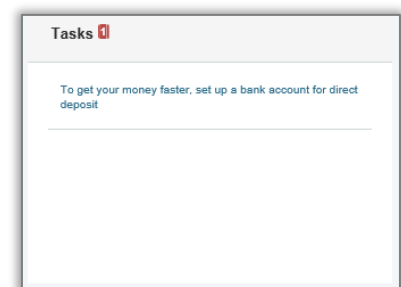 Tasks 1
To get your money faster, set up a bank account for direct
deposit